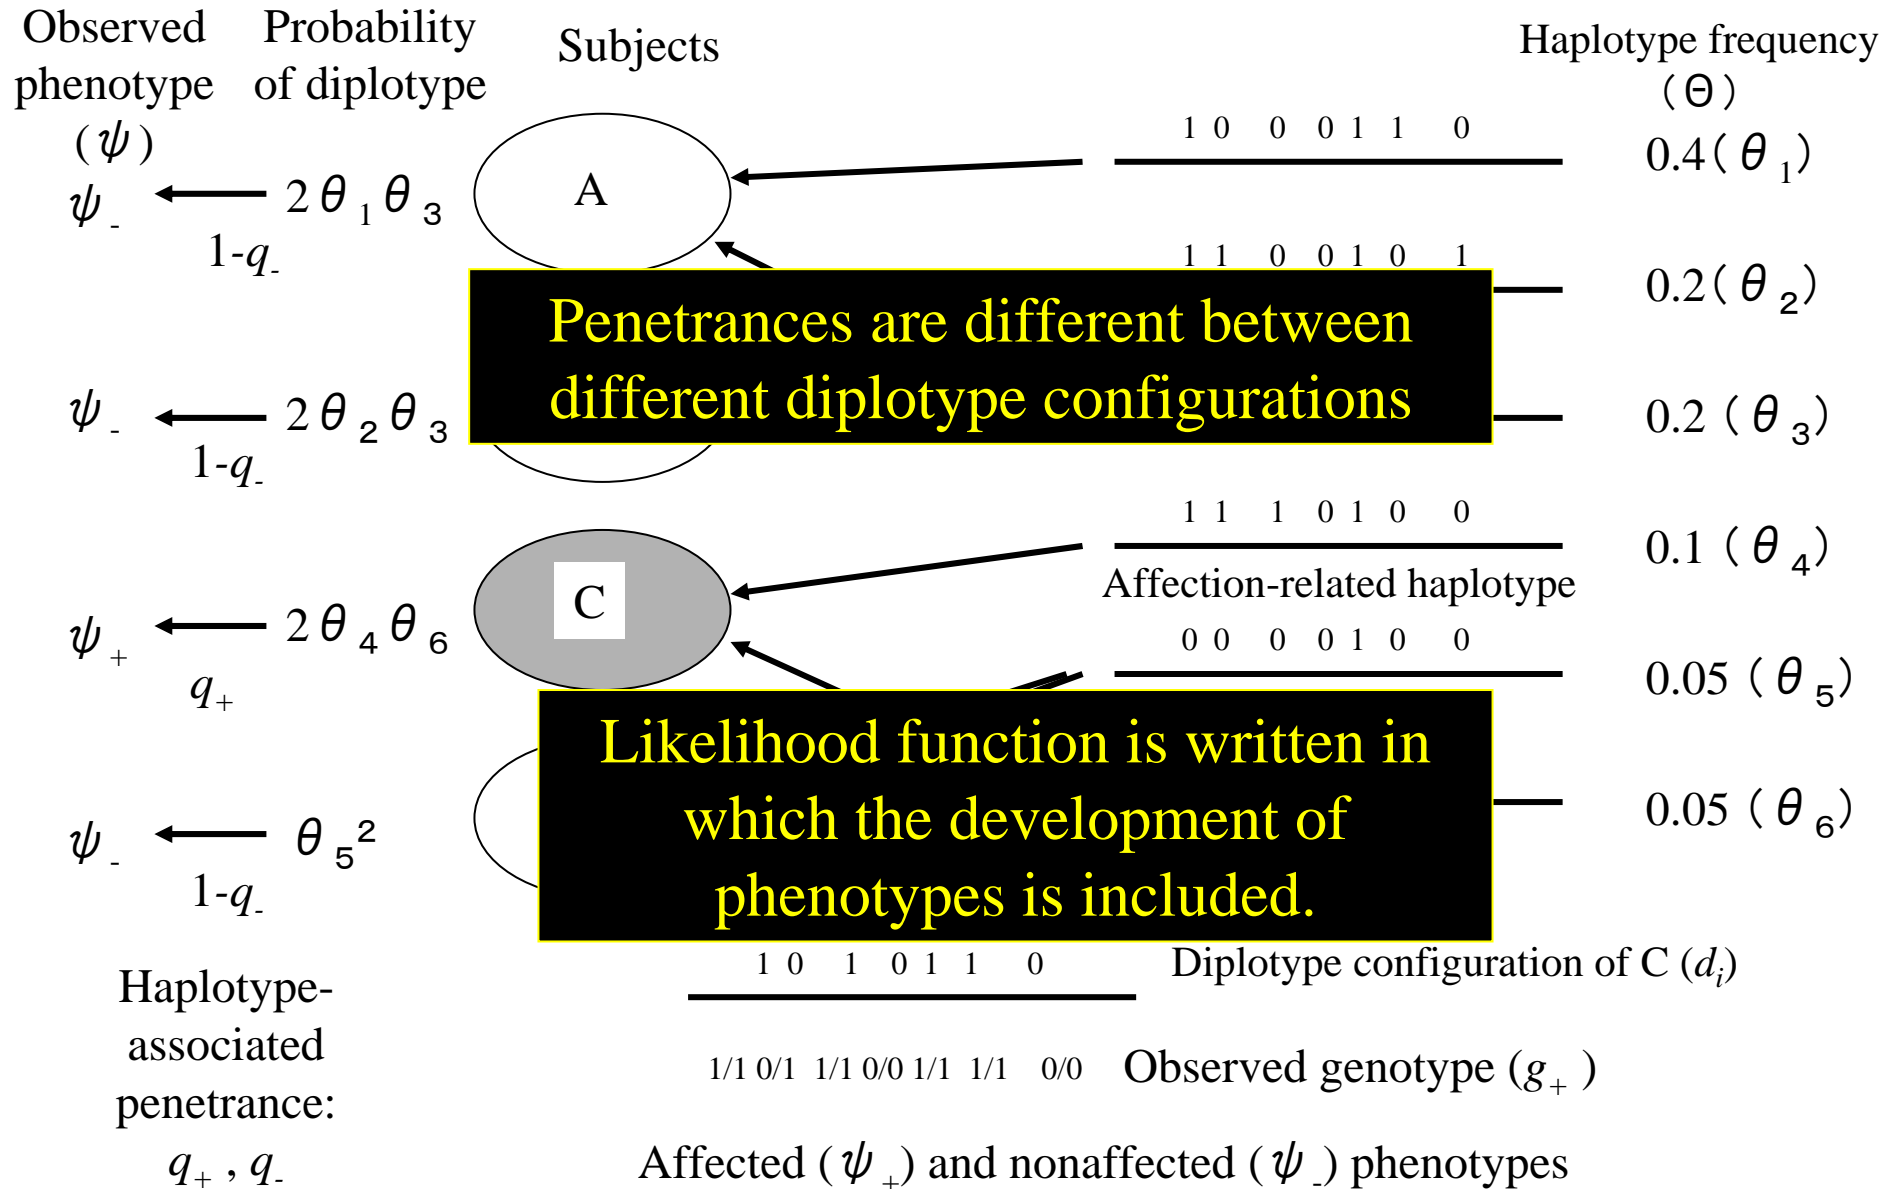 Observed phenotype (ψ)
Probability of diplotype
Subjects
Haplotype frequency
(Θ)
1 0 0 0 1 1 0
0.4(θ1)
A
ψ-
2θ1θ3
1-q-
1 1 0 0 1 0 1
0.2(θ2)
Penetrances are different between
different diplotype configurations
ψ-
2θ2θ3
1-q-
0.2 (θ3)
1 1 1 0 1 0 0
0.1 (θ4)
Affection-related haplotype
C
ψ+
2θ4θ6
q+
0 0 0 0 1 0 0
0.05 (θ5)
Likelihood function is written in
which the development of
phenotypes is included.
ψ-
θ5²
1-q-
0.05 (θ6)
1 0 1 0 1 1 0
Diplotype configuration of C (di)
Haplotype-
associated
penetrance:
q+ , q-
1/1 0/1 1/1 0/0 1/1 1/1 0/0
Observed genotype (g+ )
Affected (ψ+) and nonaffected (ψ-) phenotypes